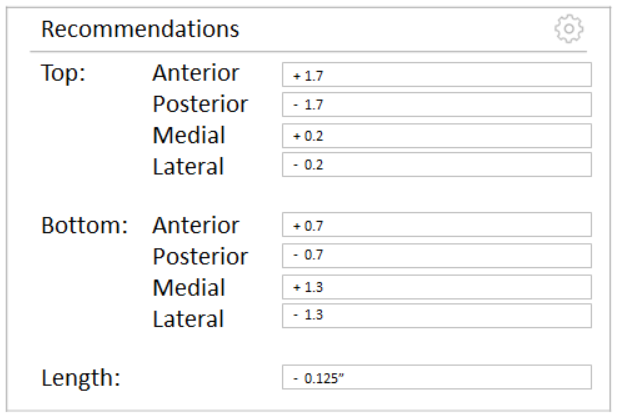 Recommendations
Top: Anterior + 1.7
Posterior - 1.7
Medial + 0.2
Lateral - 0.2
Bottom: Anterior + 0.7
Posterior - 0.7
Medial + 1.3
Lateral - 1.3
Length: - 0.125"